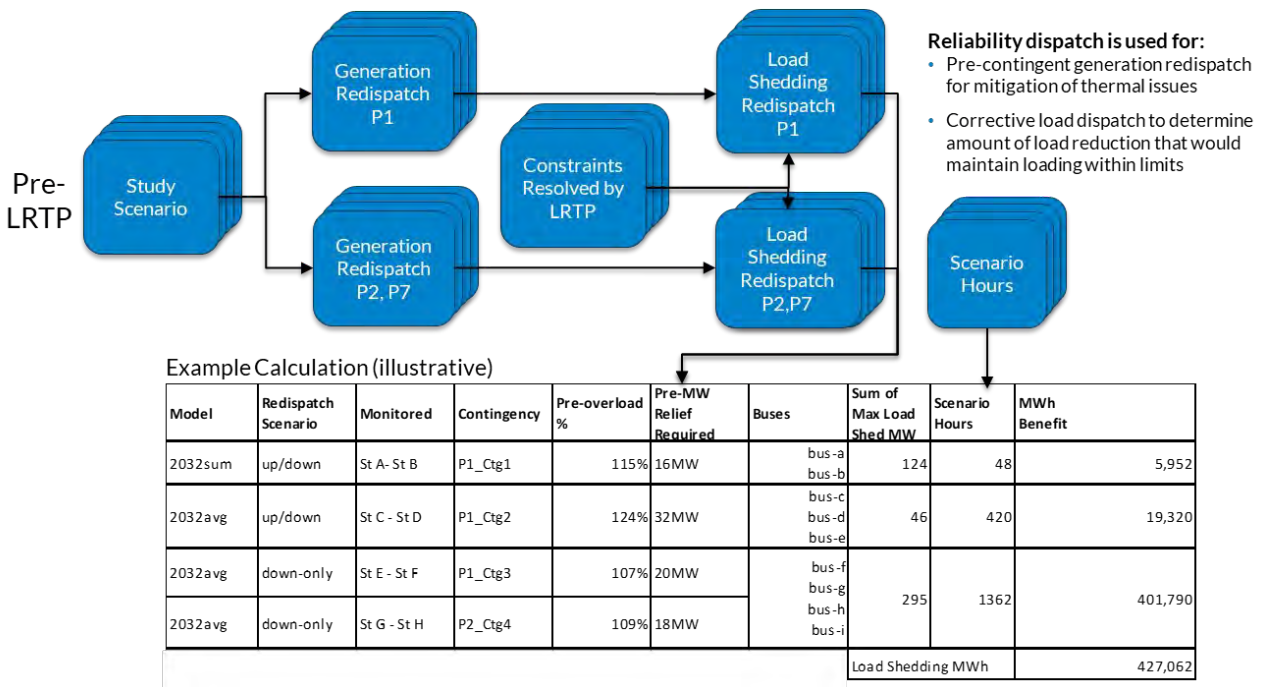 Pre-
LRTP
Study
Scenario
Generation
Redispatch
P1
Generation
Redispatch
P2, P7
Constraints
Resolved by
LRTP
Load
Shedding
Redispatch
P1
Load
Shedding
Redispatch
P2,P7
Reliability dispatch is used for:
• Pre-contingent generation redispatch
for mitigation of thermal issues
• Corrective load dispatch to determine
amount of load reduction that would
maintain loading within limits
Scenario
Hours
Example Calculation (illustrative)
Model
Redispatch
Scenario
Monitored
Contingency
Pre-overload
%
Pre-MW
Relief
Required
Buses
Sum of
Max Load
Shed MW
Scenario
Hours
MWh
Benefit
2032sum up/down St A- St B P1_Ctg1 115% 16MW
bus-a
bus-b
124 48 5,952
2032avg up/down St C - St D P1_Ctg2 124% 32MW
bus-c
bus-d
bus-e
46 420 19,320
2032avg down-only St E - St F P1_Ctg3 107% 20MW
2032avg down-only St G - St H P2_Ctg4 109% 18MW
bus-f
bus-g
bus-h
bus-i
295 1362 401,790
Load Shedding MWh 427,062